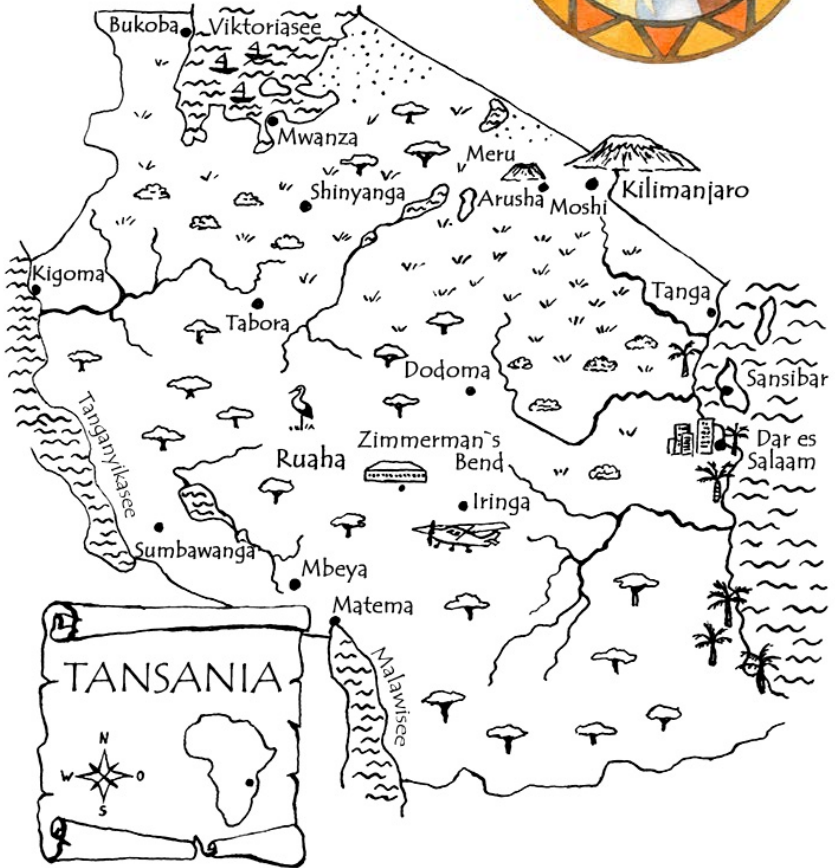 Bukoba
Viktoriasee
Mwanza
Meru
Shinyanga
Arusha
Moshi
Kilimanjaro
Kigoma
Tabora
Tanga
Dodoma
Sansibar
Tanganyikasee
Ruaha
Zimmerman`s
Bend
Dar es
Salaam
Iringa
Sumbawanga
Mbeya
Matema
Malawisee
TANSANIA
N
W
O
S